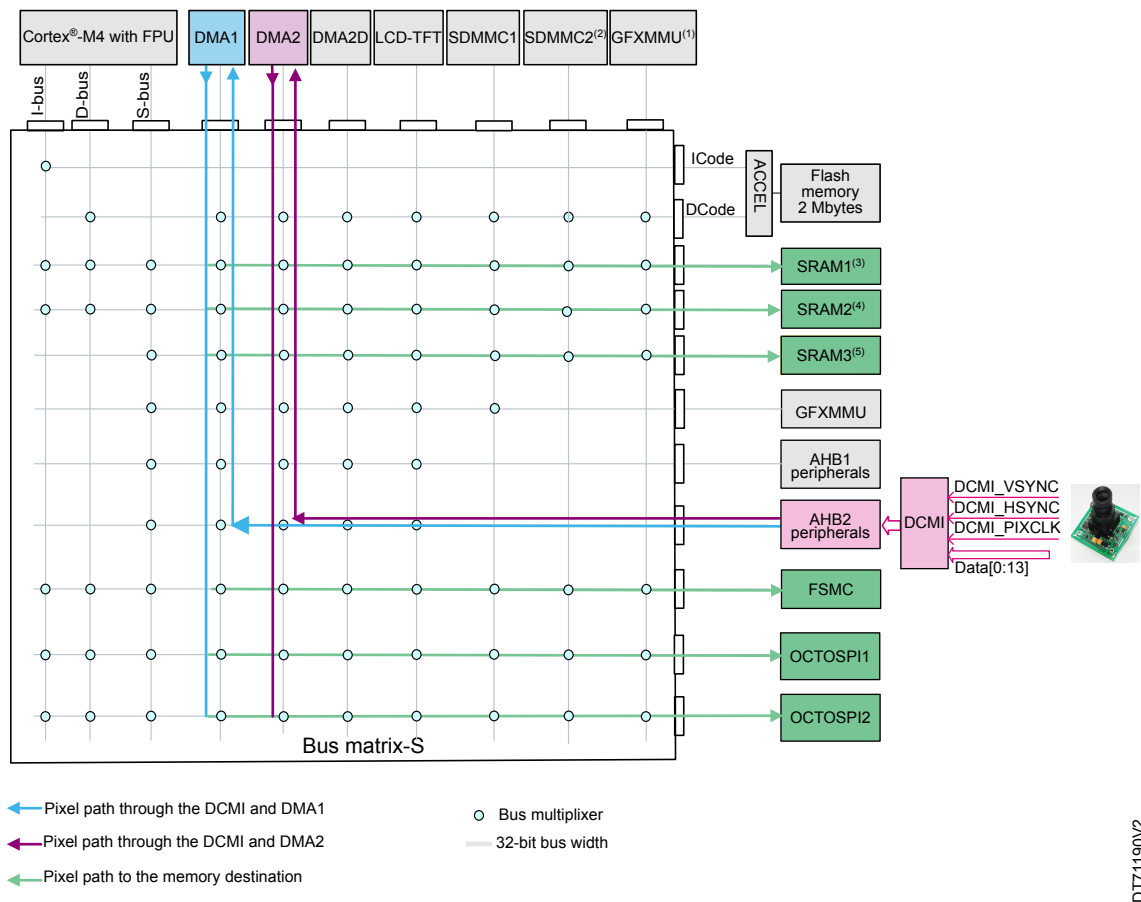 Cortex®-M4 with FPU
DMA1
DMA2
DMA2D
LCD-TFT
SDMMC1
SDMMC2(2)
GFXMMU(1)
I-bus
D-bus
S-bus
ICode
DCode
ACCEL
Flash
memory
2 Mbytes
SRAM1(3)
SRAM2(4)
SRAM3(5)
GFXMMU
AHB1
peripherals
AHB2
peripherals
DCMI
DCMI_VSYNC
DCMI_HSYNC
DCMI_PIXCLK
Data[0:13]
FSMC
OCTOSPI1
OCTOSPI2
Bus matrix-S
Pixel path through the DCMI and DMA1
Pixel path through the DCMI and DMA2
Pixel path to the memory destination
Bus multiplixer
32-bit bus width
DT71190V2